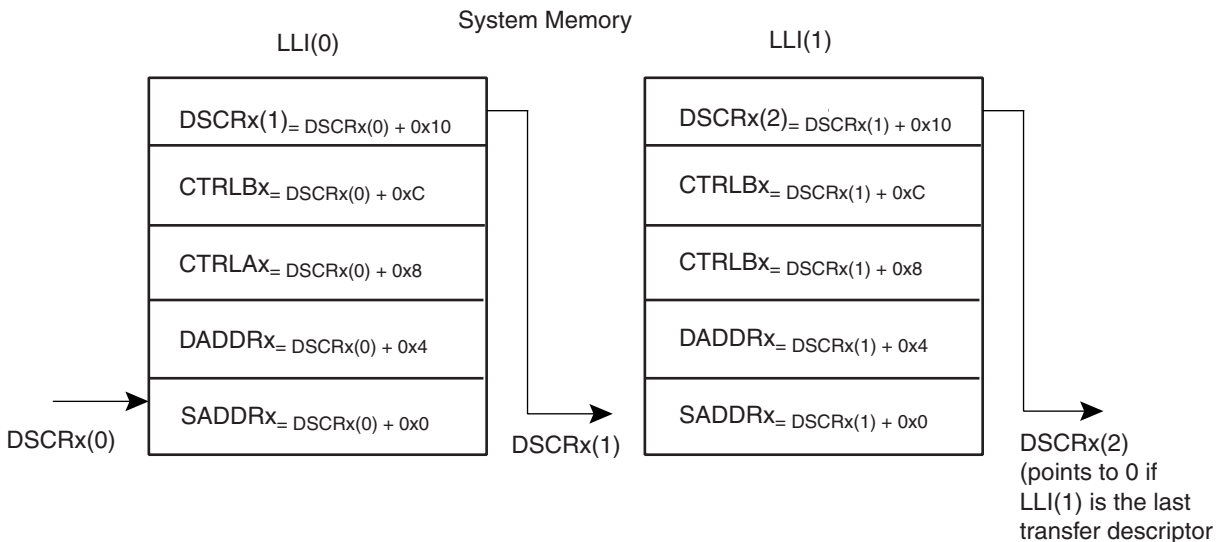 System Memory
LLI(0)
LLI(1)
DSCRx(1)= DSCRx(0) + 0x10
CTRLBx= DSCRx(0) + 0xC
CTRLAx= DSCRx(0) + 0x8
DADDRx= DSCRx(0) + 0x4
SADDRx= DSCRx(0) + 0x0
DSCRx(0)
DSCRx(1)
DSCRx(2)= DSCRx(1) + 0x10
CTRLBx= DSCRx(1) + 0xC
CTRLBx= DSCRx(1) + 0x8
DADDRx= DSCRx(1) + 0x4
SADDRx= DSCRx(1) + 0x0
DSCRx(2)
(points to 0 if
LLI(1) is the last
transfer descriptor